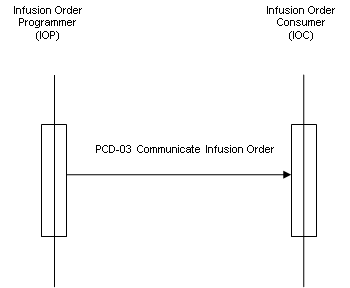 Infusion Order
Programmer
(IOP)
Infusion Order
Consumer
(IOC)
PCD-03 Communicate Infusion Order